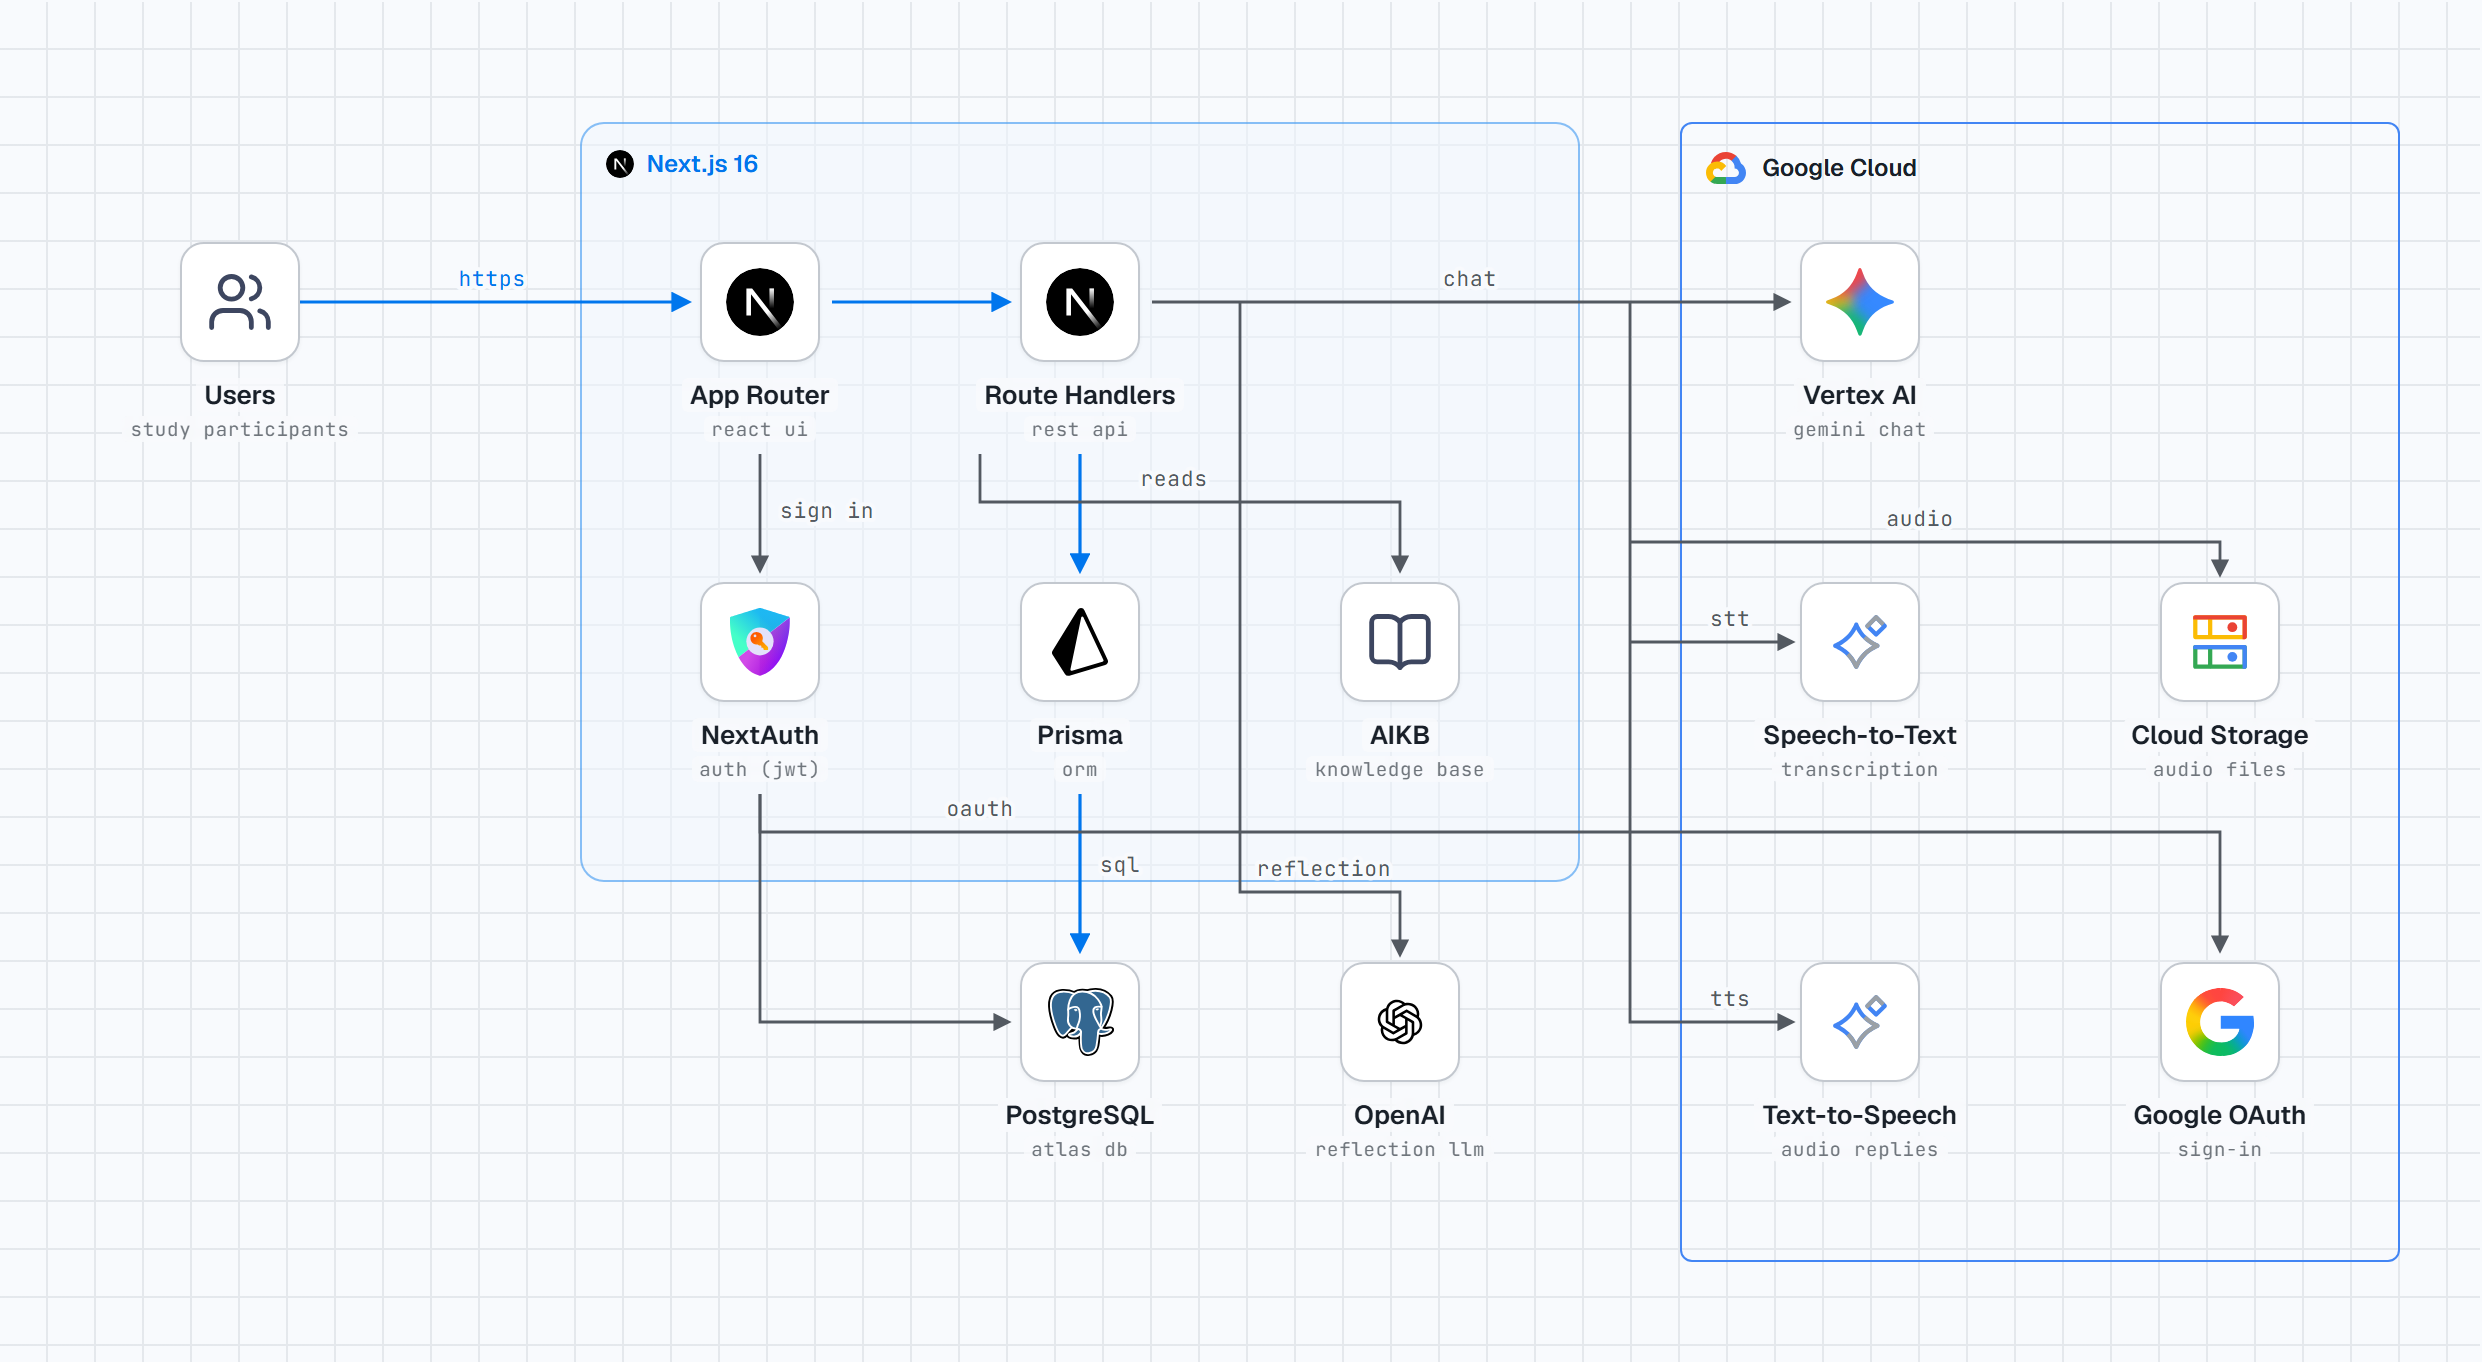 Next.js 16
Google Cloud
https
chat
Users
study participants
App Router
react ui
Route Handlers
rest api
Vertex AI
gemini chat
sign in
reads
audio
stt
NextAuth
auth (jwt)
Prisma
orm
AIKB
knowledge base
Speech-to-Text
transcription
Cloud Storage
audio files
oauth
sql
reflection
tts
PostgreSQL
atlas db
OpenAI
reflection llm
Text-to-Speech
audio replies
Google OAuth
sign-in